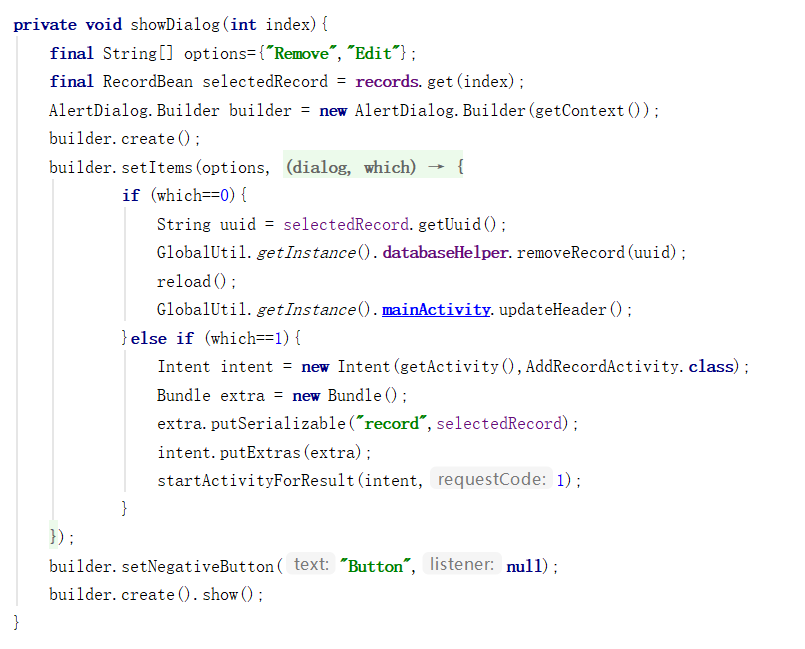 private void showDialog(int index){
    final String[] options={"Remove","Edit"};
    final RecordBean selectedRecord = records.get(index);
    AlertDialog.Builder builder = new AlertDialog.Builder(getContext());
    builder.create();
    builder.setItems(options, (dialog, which) → {
            if (which==0){
                String uuid = selectedRecord.getUuid();
                GlobalUtil.getInstance().databaseHelper.removeRecord(uuid);
                reload();
                GlobalUtil.getInstance().mainActivity.updateHeader();
            }else if (which==1){
                Intent intent = new Intent(getActivity(),AddRecordActivity.class);
                Bundle extra = new Bundle();
                extra.putSerializable("record",selectedRecord);
                intent.putExtras(extra);
                startActivityForResult(intent, requestCode: 1);
            }
    });
    builder.setNegativeButton( text: "Button", listener: null);
    builder.create().show();
}